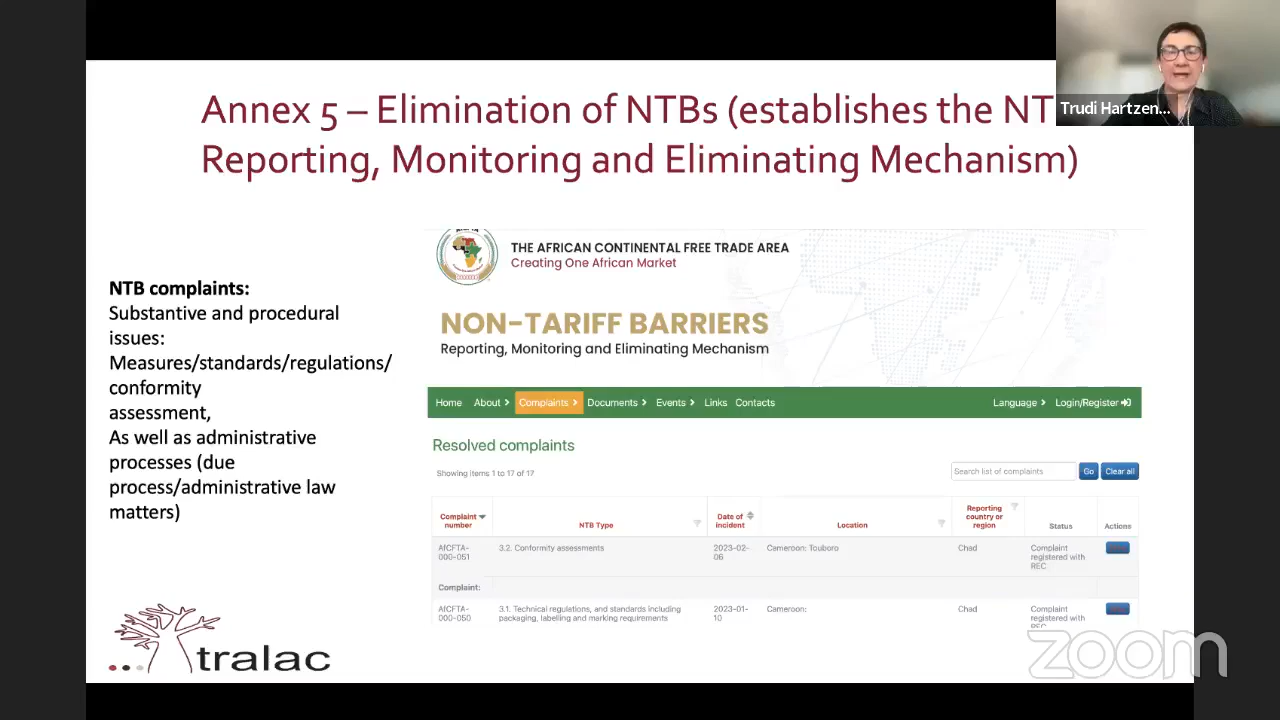 Annex 5 – Elimination of NTBs (establishes the NT
Reporting, Monitoring and Eliminating Mechanism)
Trudi Hartzen...
NTB complaints:
Substantive and procedural
issues:
Measures/standards/regulations/
conformity
assessment,
As well as administrative
processes (due
process/administrative law
matters)
THE AFRICAN CONTINENTAL FREE TRADE AREA
Creating One African Market
NON-TARIFF BARRIERS
Reporting, Monitoring and Eliminating Mechanism
Home About Complaints Documents Events Links Contacts Language Login/Register
Resolved complaints
Showing items 1 to 17 of 17
Search list of complaints Go Clear all
Complaint number NTB Type Date of incident Location Reporting country or region Status Actions
AfCFTA-000-051 3.2. Conformity assessments 2023-02-06 Cameroon: Touboro Chad Complaint registered with REC
Complaint:
AfCFTA-000-050 3.1. Technical regulations, and standards including packaging, labelling and marking requirements 2023-01-10 Cameroon: Chad Complaint registered with REC
tralac
zoom